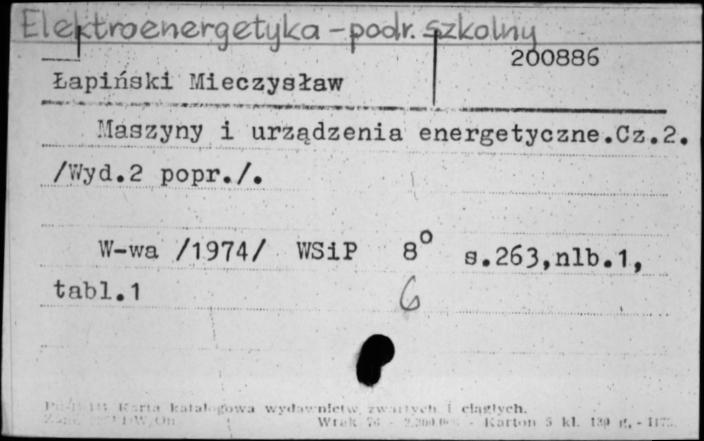 Elektroenergetyka - podr. szkolny
200886
Łapiński Mieczysław
Maszyny i urządzenia energetyczne.Cz.2.
/Wyd.2 popr./.
W-wa /1974/ WSiP 8° s.263,nlb.1,
tabl.1 6
Karta katalogowa wydawnictw zwartych i ciągłych.
Karton 5 kl.